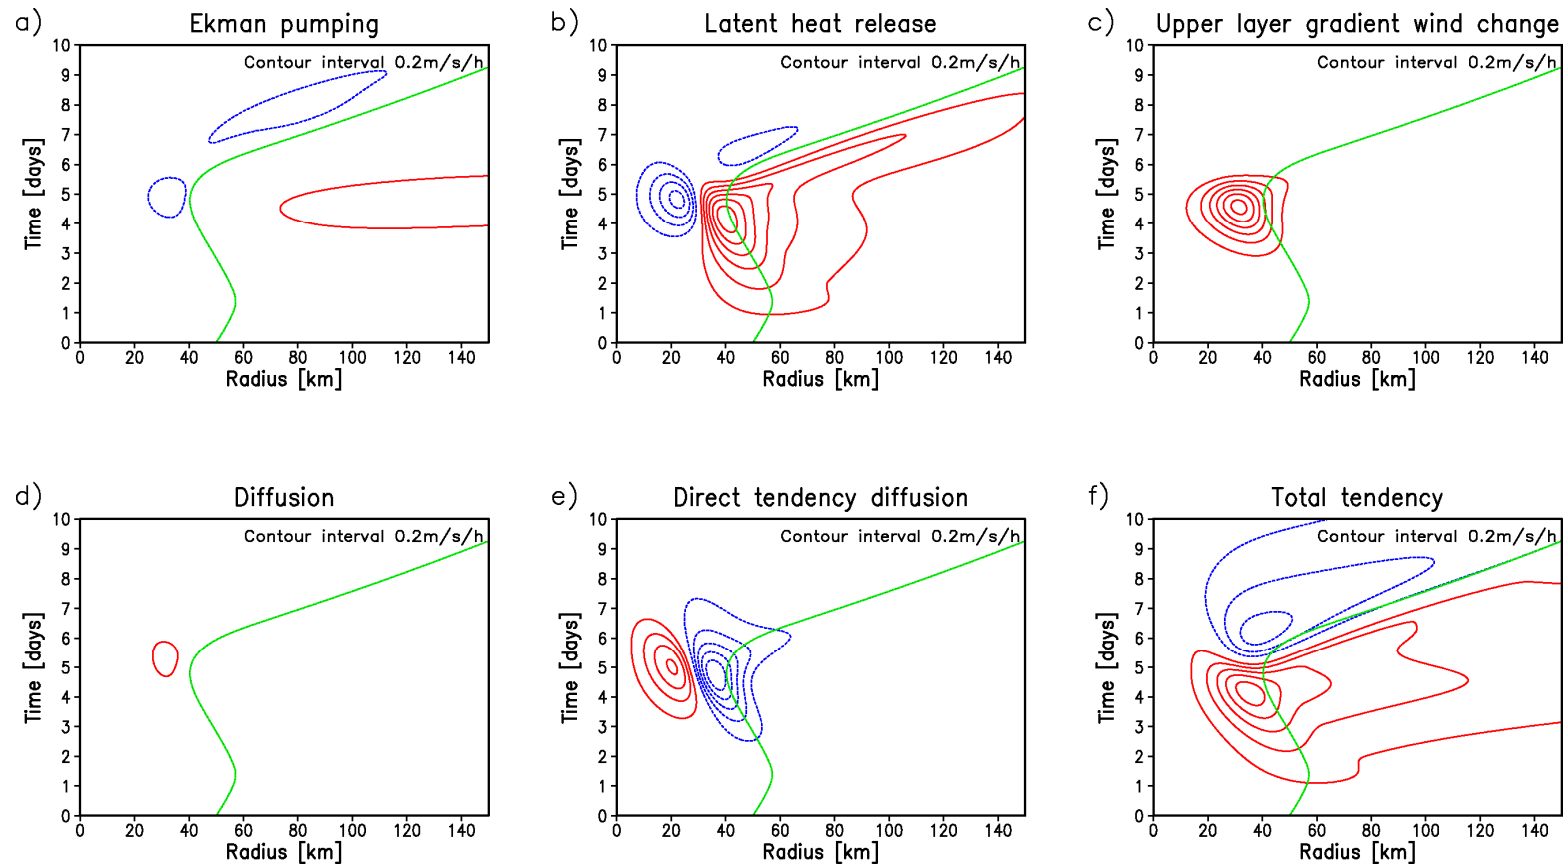 a) Ekman pumping
Contour interval 0.2m/s/h
10
9
8
7
6
5
4
3
2
1
0
Time [days]
0 20 40 60 80 100 120 140
Radius [km]
b) Latent heat release
Contour interval 0.2m/s/h
10
9
8
7
6
5
4
3
2
1
0
Time [days]
0 20 40 60 80 100 120 140
Radius [km]
c) Upper layer gradient wind change
Contour interval 0.2m/s/h
10
9
8
7
6
5
4
3
2
1
0
Time [days]
0 20 40 60 80 100 120 140
Radius [km]
d) Diffusion
Contour interval 0.2m/s/h
10
9
8
7
6
5
4
3
2
1
0
Time [days]
0 20 40 60 80 100 120 140
Radius [km]
e) Direct tendency diffusion
Contour interval 0.2m/s/h
10
9
8
7
6
5
4
3
2
1
0
Time [days]
0 20 40 60 80 100 120 140
Radius [km]
f) Total tendency
Contour interval 0.2m/s/h
10
9
8
7
6
5
4
3
2
1
0
Time [days]
0 20 40 60 80 100 120 140
Radius [km]